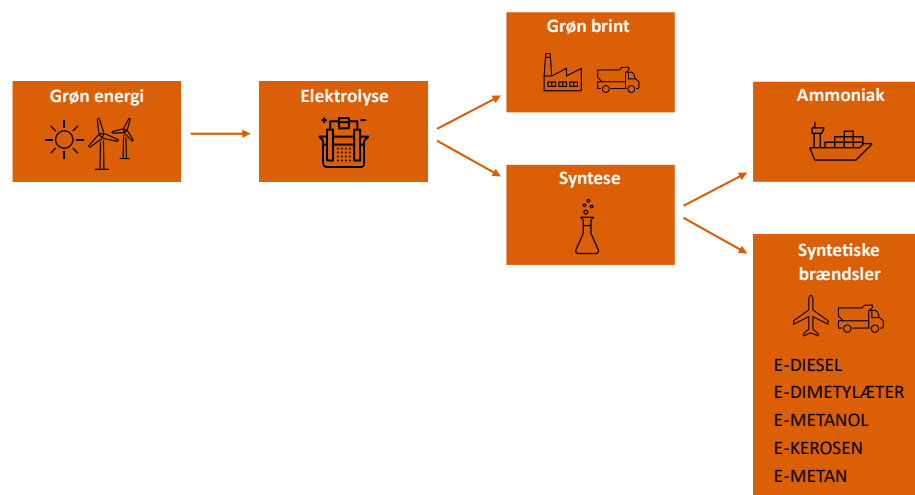 Grøn energi
Elektrolyse
+ −
Grøn brint
Syntese
Ammoniak
Syntetiske
brændsler
E-DIESEL
E-DIMETYLÆTER
E-METANOL
E-KEROSEN
E-METAN